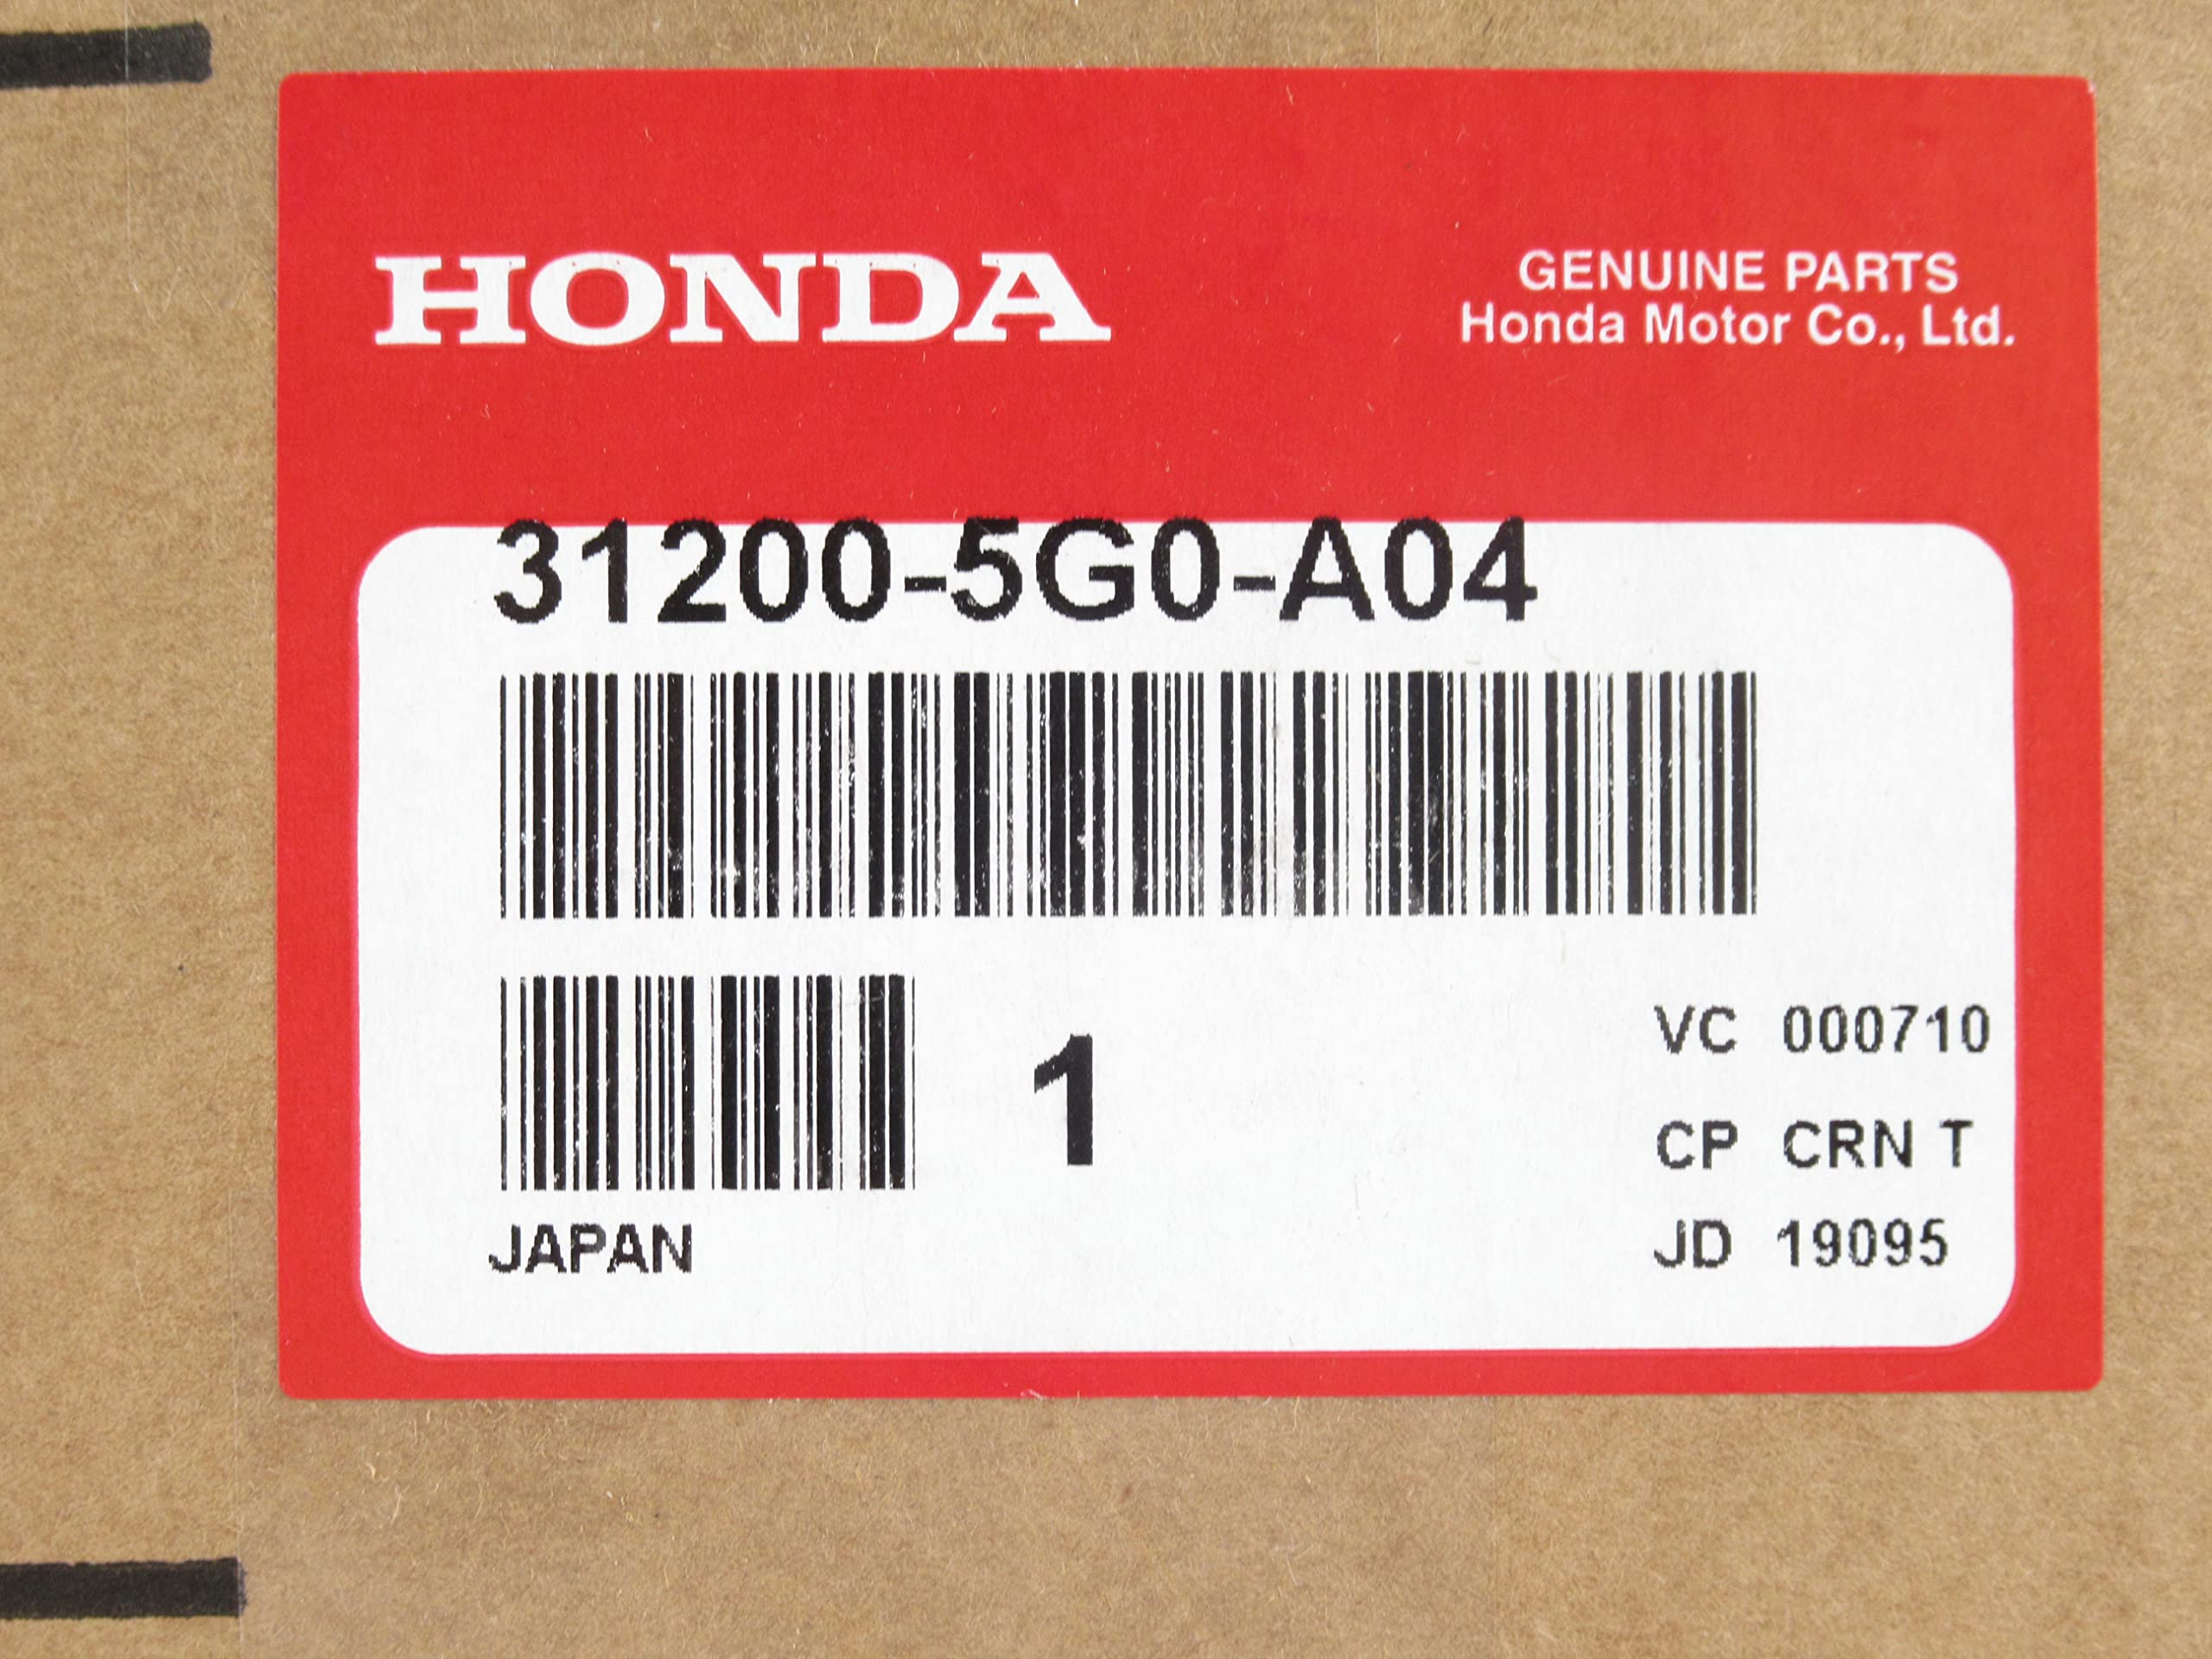 HONDA
GENUINE PARTS
Honda Motor Co., Ltd.
31200-5G0-A04
1
VC 000710
CP CRN T
JAPAN
JD 19095